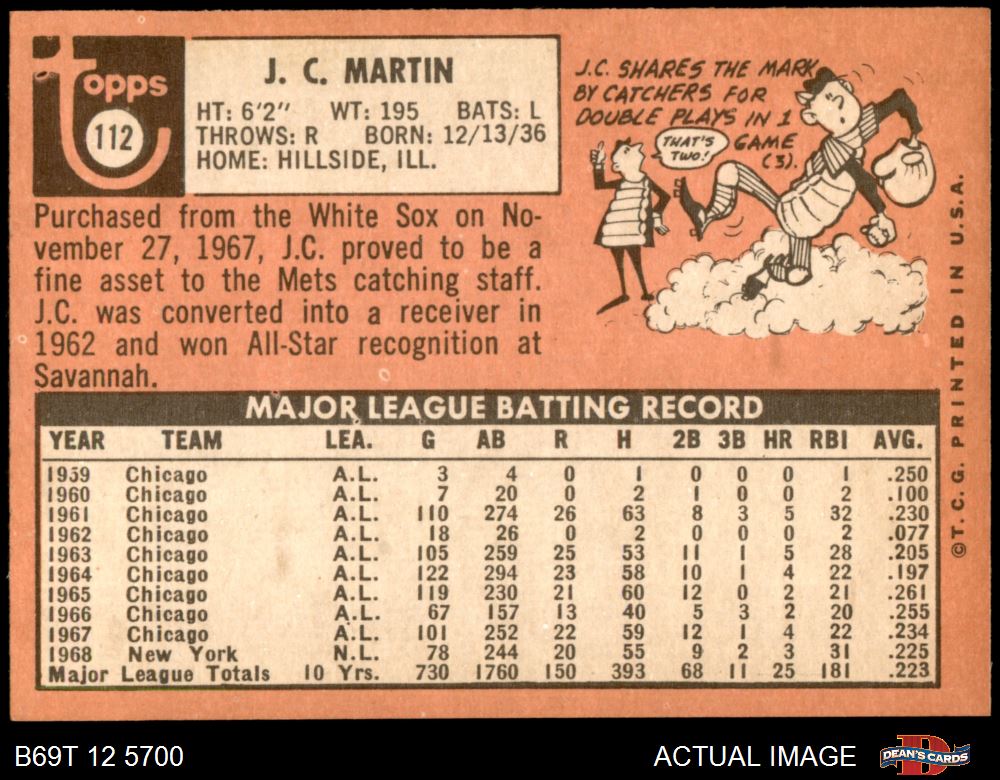 Topps
112
J. C. MARTIN
HT: 6'2" WT: 195 BATS: L
THROWS: R BORN: 12/13/36
HOME: HILLSIDE, ILL.
J.C. SHARES THE MARK
BY CATCHERS FOR
DOUBLE PLAYS IN 1
GAME
(3).
THAT'S
TWO!
Purchased from the White Sox on No-
vember 27, 1967, J.C. proved to be a
fine asset to the Mets catching staff.
J.C. was converted into a receiver in
1962 and won All-Star recognition at
Savannah.
MAJOR LEAGUE BATTING RECORD
YEAR TEAM LEA. G AB R H 2B 3B HR RBI AVG.
1959 Chicago A.L. 3 4 0 1 0 0 0 1 .250
1960 Chicago A.L. 7 20 0 2 1 0 0 2 .100
1961 Chicago A.L. 110 274 26 63 8 3 5 32 .230
1962 Chicago A.L. 18 26 0 2 0 0 0 2 .077
1963 Chicago A.L. 105 259 25 53 11 1 5 28 .205
1964 Chicago A.L. 122 294 23 58 10 1 4 22 .197
1965 Chicago A.L. 119 230 21 60 12 0 2 21 .261
1966 Chicago A.L. 67 157 13 40 5 3 2 20 .255
1967 Chicago A.L. 101 252 22 59 12 1 4 22 .234
1968 New York N.L. 78 244 20 55 9 2 3 31 .225
Major League Totals 10 Yrs. 730 1760 150 393 68 11 25 181 .223
©T. C. G. PRINTED IN U.S.A.
B69T 12 5700
ACTUAL IMAGE
DEAN'S CARDS